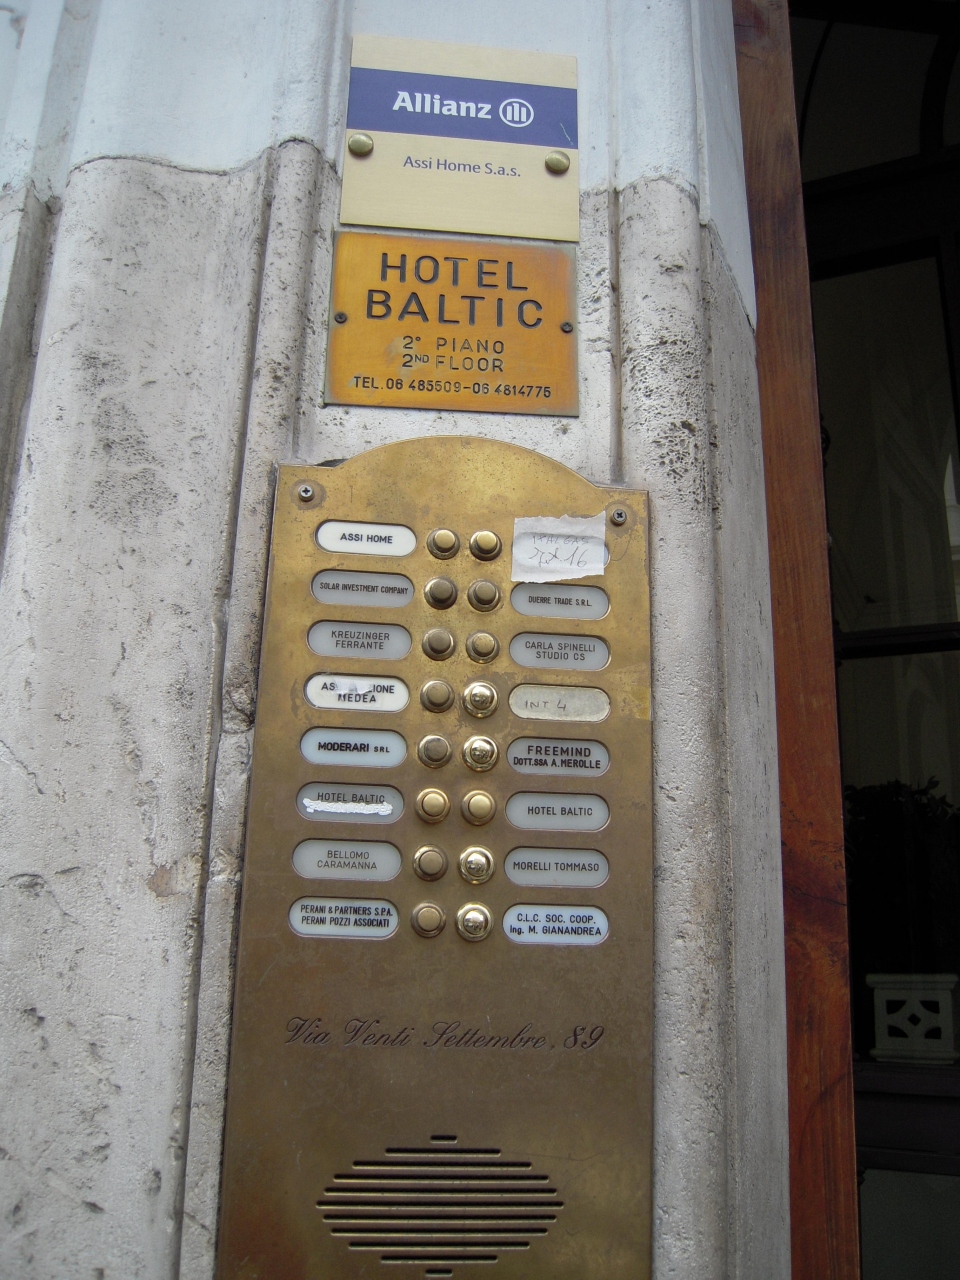 Allianz
Assi Home S.a.s.
HOTEL
BALTIC
2° PIANO
2ND FLOOR
TEL.06 485509-06 4814775
ASSI HOME
16
SOLAR INVESTMENT COMPANY
DUERRE TRADE S.R.L.
KREUZINGER
FERRANTE
CARLA SPINELLI
STUDIO CS
AS IONE
MEDEA
INT 4
MODERARI SRL
FREEMIND
DOTT.SSA A.MEROLLE
HOTEL BALTIC
HOTEL BALTIC
BELLOMO
CARAMANNA
MORELLI TOMMASO
PERANI & PARTNERS S.P.A.
PERANI POZZI ASSOCIATI
C.L.C. SOC. COOP.
Ing. M. GIANANDREA
Via Venti Settembre, 89